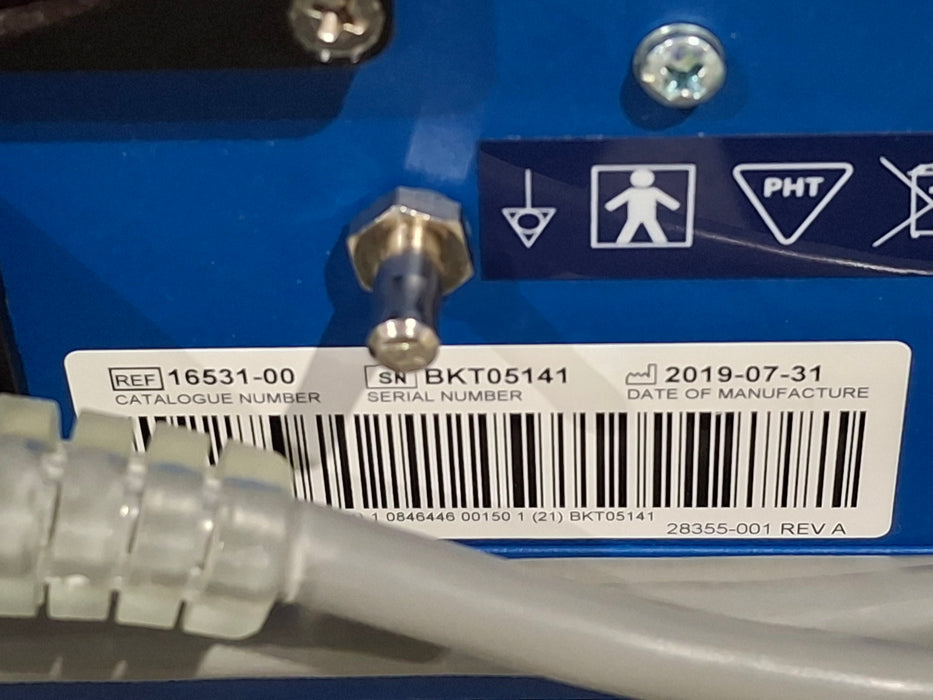 PHT
REF 16531-00 SN BKT05141 2019-07-31
CATALOGUE NUMBER SERIAL NUMBER DATE OF MANUFACTURE
1 0846446 00150 1 (21) BKT05141
28355-001 REV A